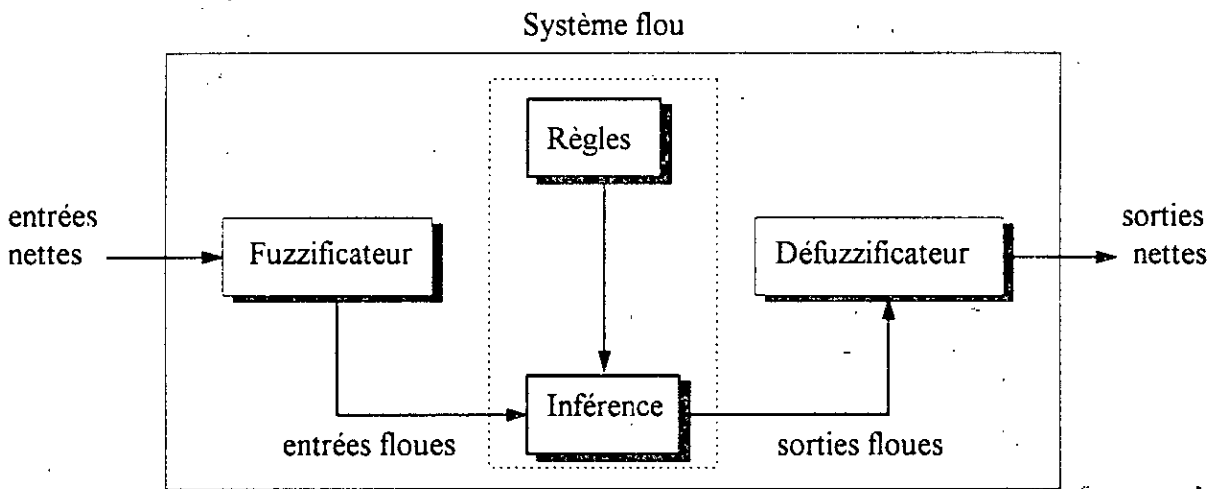 Système flou
Règles
entrées
nettes
Fuzzificateur
Défuzzificateur
sorties
nettes
Inférence
entrées floues
sorties floues